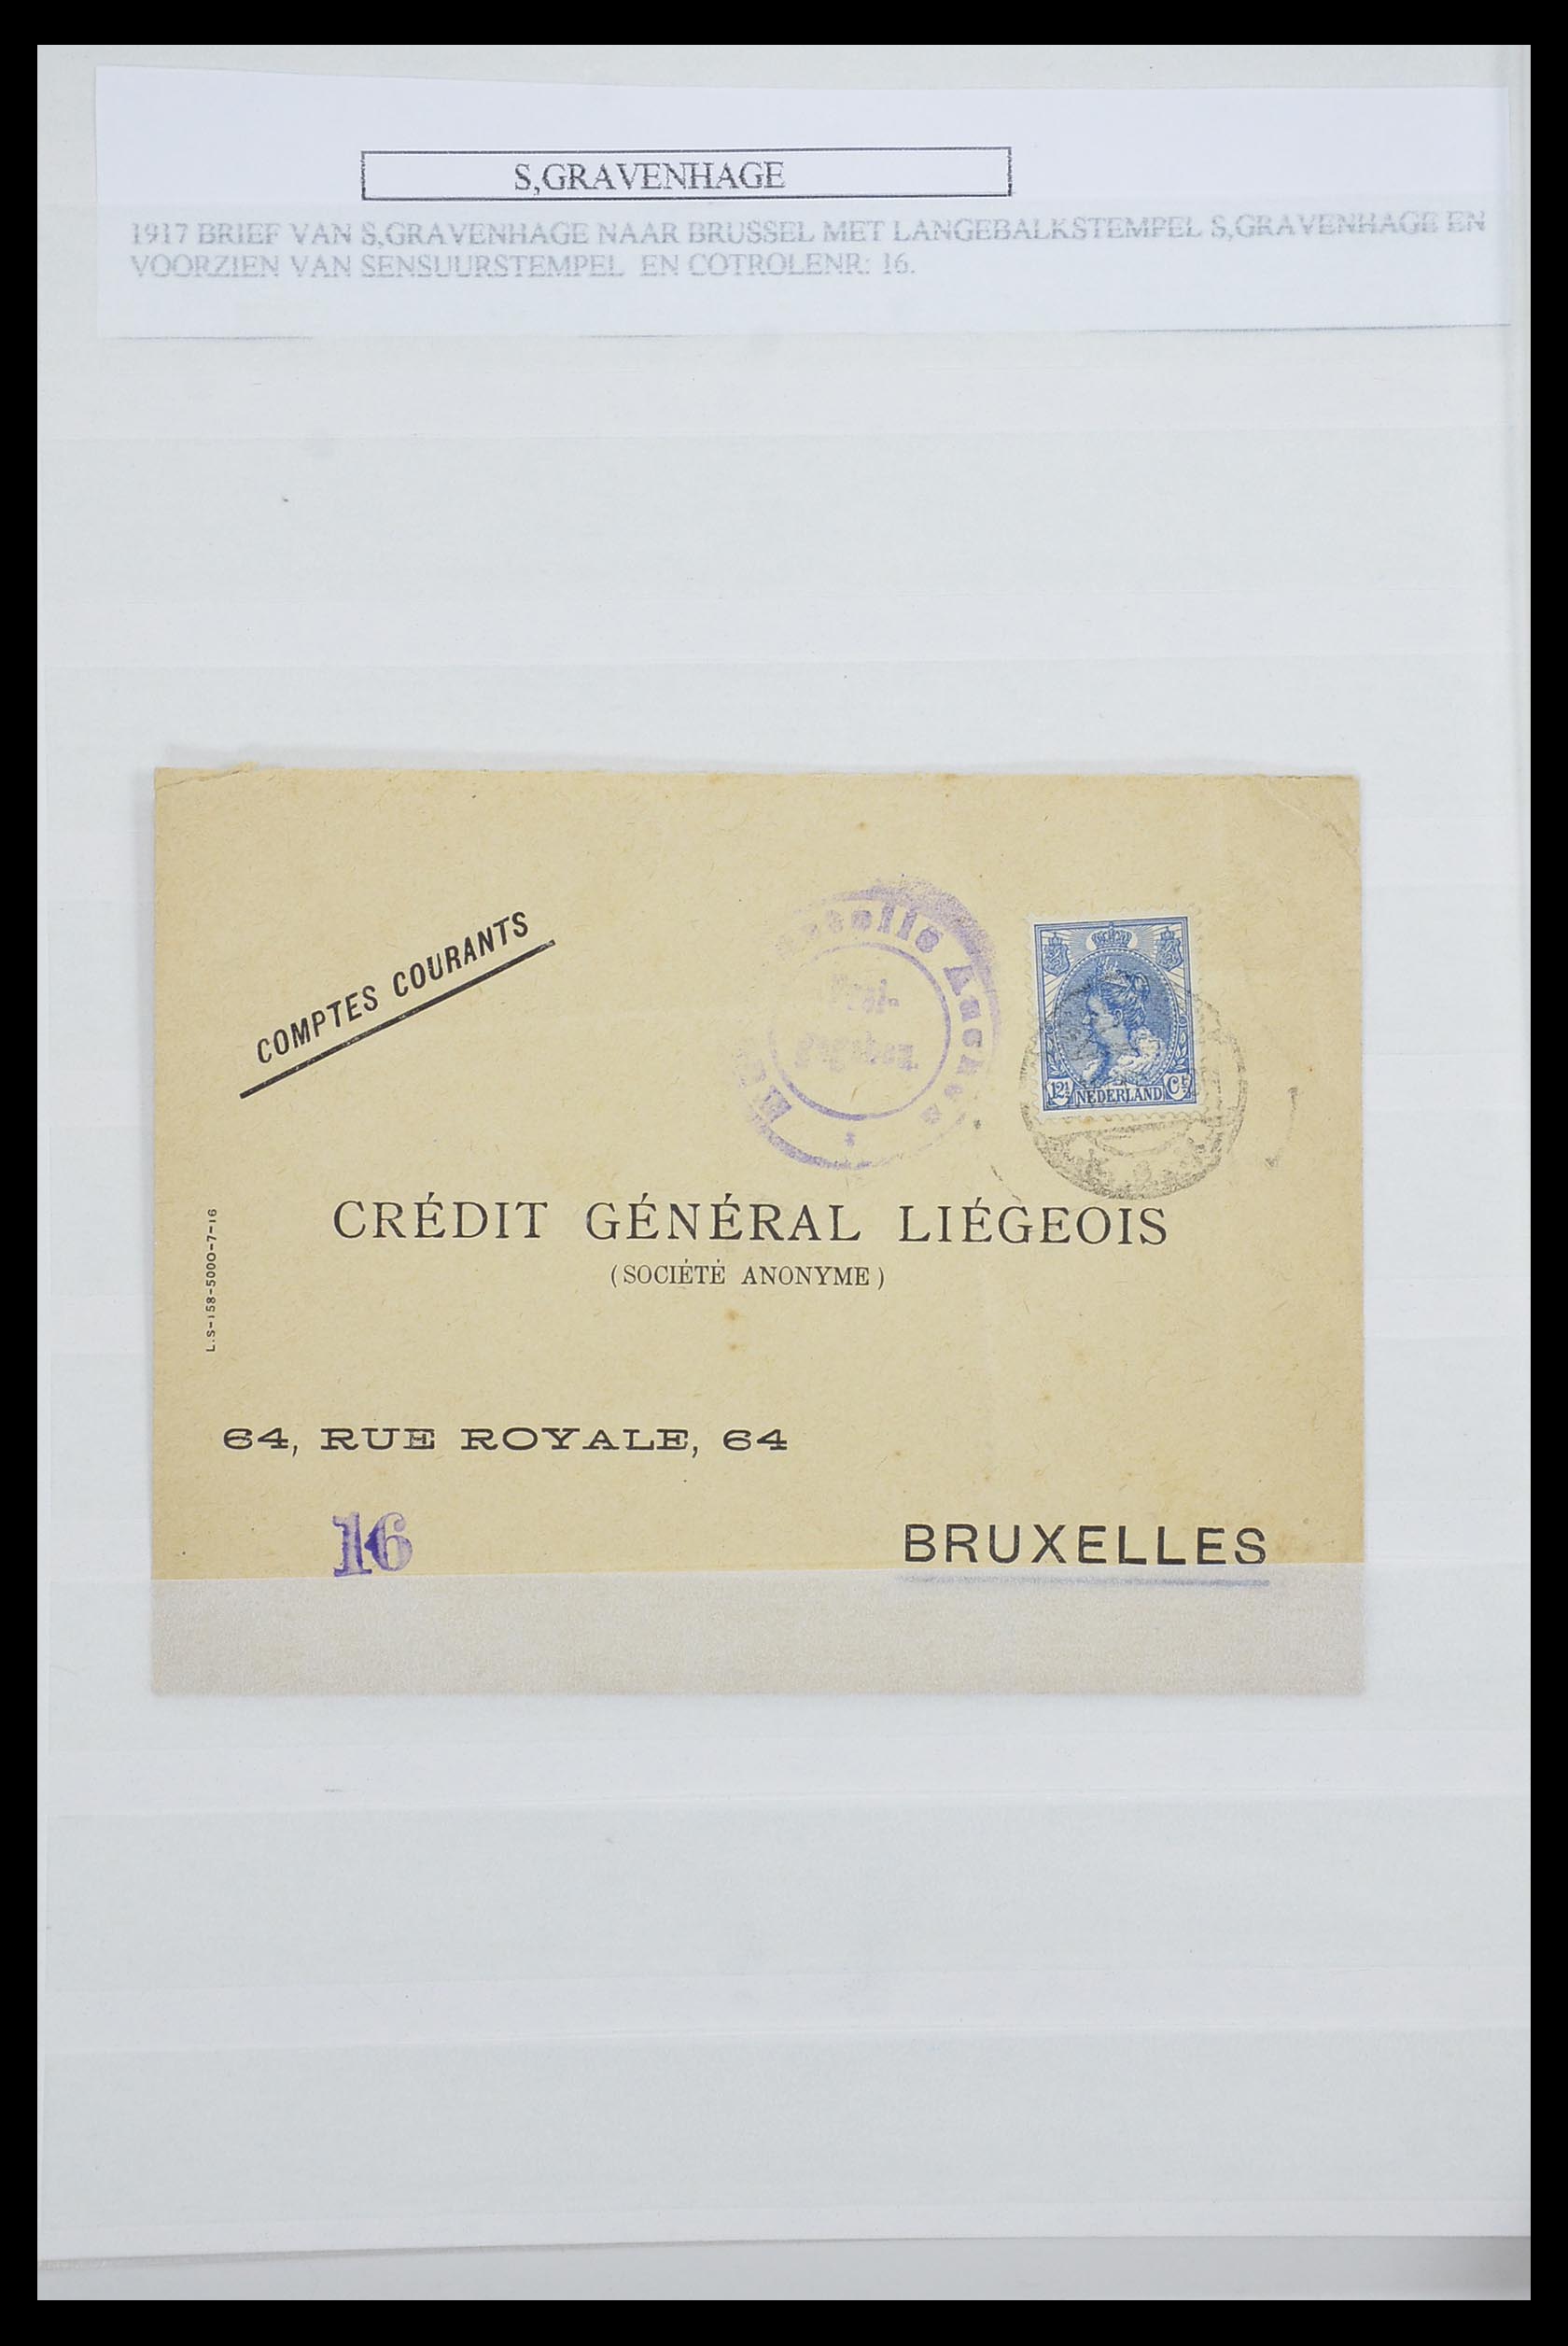 S,GRAVENHAGE
1917 BRIEF VAN S,GRAVENHAGE NAAR BRUSSEL MET LANGEBALKSTEMPEL S,GRAVENHAGE EN
VOORZIEN VAN SENSUURSTEMPEL EN COTROLENR: 16.
COMPTES COURANTS
12½ NEDERLAND Ct
CRÉDIT GÉNÉRAL LIÉGEOIS
(SOCIÉTÉ ANONYME)
L.S-158-5000-7-16
64, RUE ROYALE, 64
16
BRUXELLES